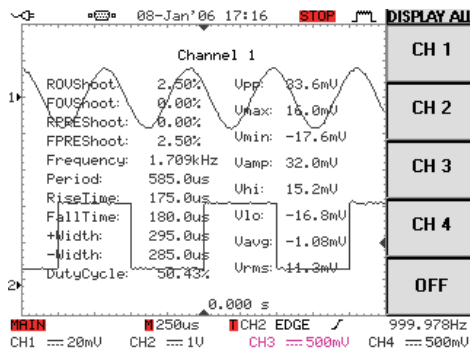 08-Jan'06 17:16 STOP DISPLAY ALL
Channel 1
CH 1
ROVShoot: 2.50% Vpp: 33.6mV
FOVShoot: 0.00% Vmax: 16.0mV
RPREShoot: 0.00% Vmin: -17.6mV
FPREShoot: 2.50% Vamp: 32.0mV
Frequency: 1.709kHz Vhi: 15.2mV
Period: 585.0us Vlo: -16.8mV
RiseTime: 175.0us Vavg: -1.08mV
FallTime: 180.0us Vrms: 11.3mV
+Width: 295.0us
-Width: 285.0us
DutyCycle: 50.43%
1
2
CH 2
CH 3
CH 4
OFF
0.000 s
MAIN M 250us T CH2 EDGE 999.978Hz
CH1 20mV CH2 1V CH3 500mV CH4 500mV